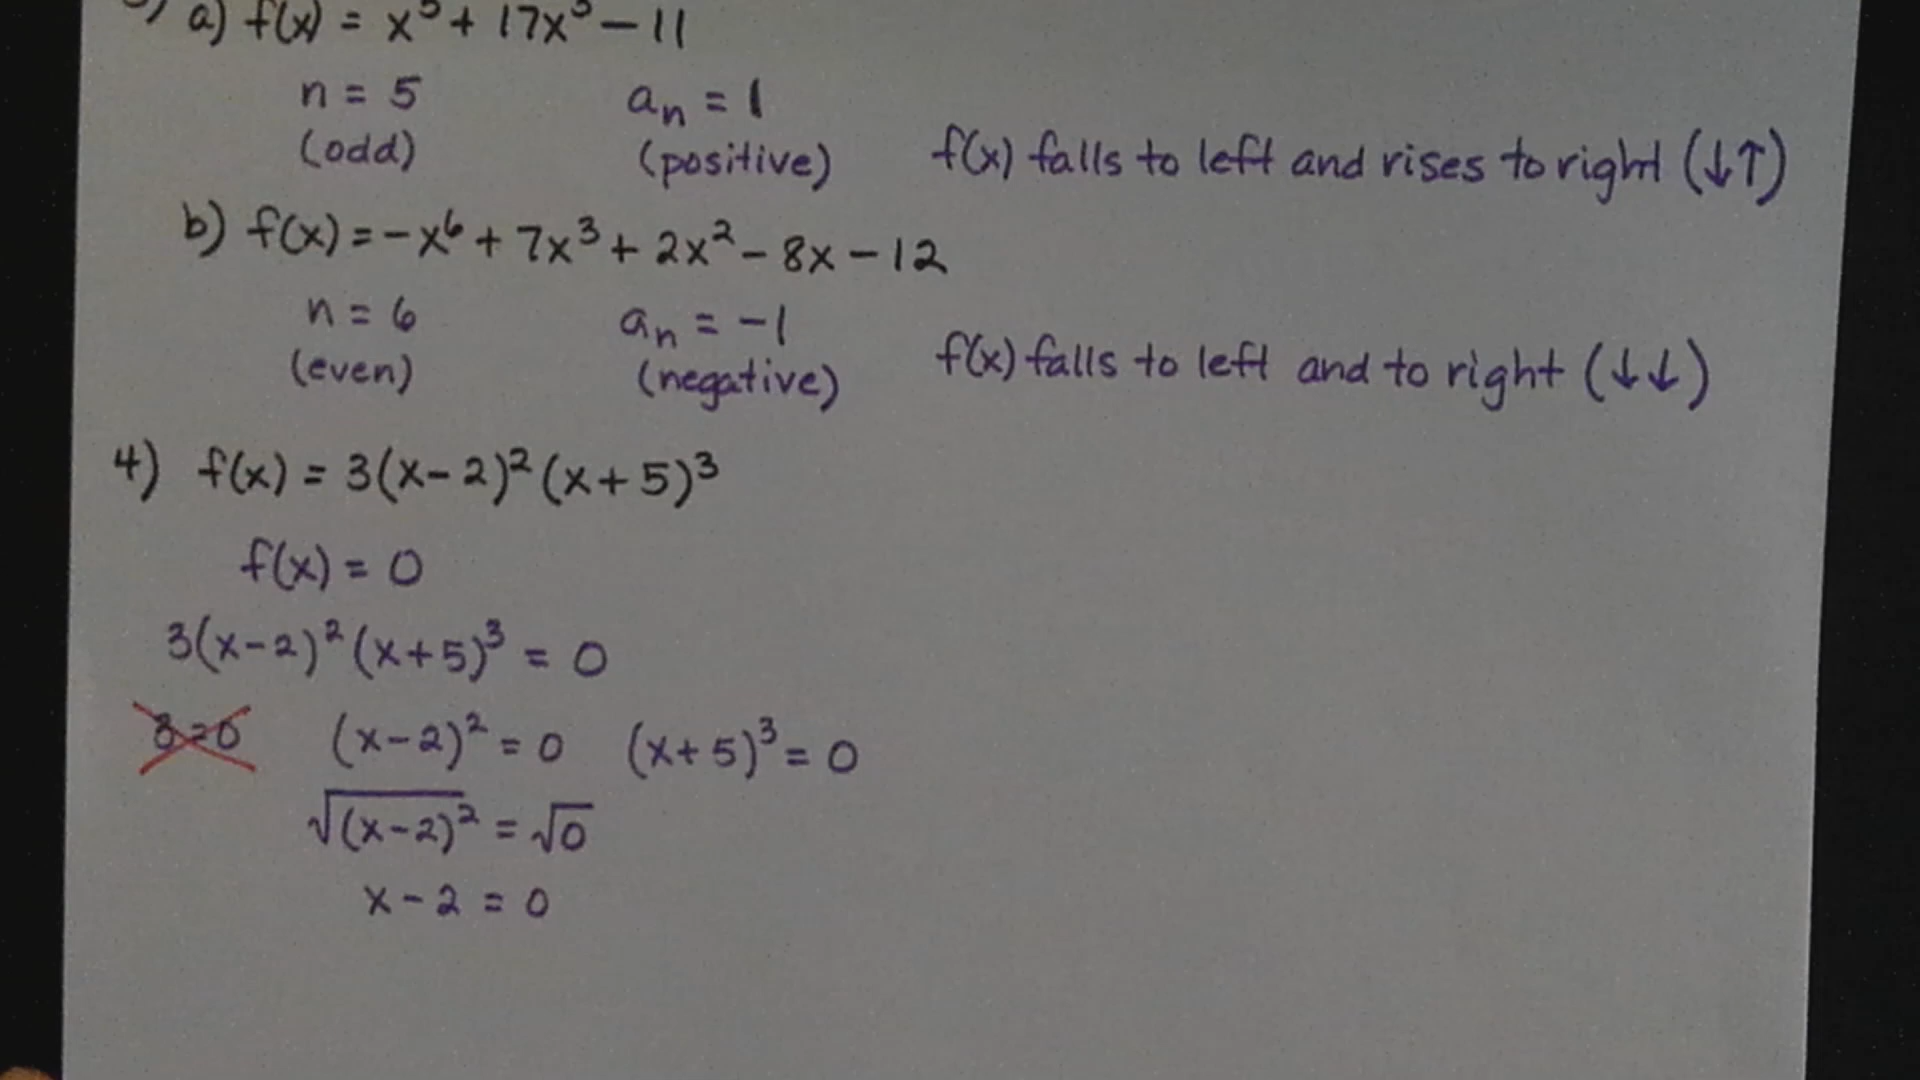 a) f(x) = x⁵ + 17x³ - 11
n = 5 aₙ = 1
(odd) (positive) f(x) falls to left and rises to right (↓↑)
b) f(x) = -x⁶ + 7x³ + 2x² - 8x - 12
n = 6 aₙ = -1
(even) (negative) f(x) falls to left and to right (↓↓)
4) f(x) = 3(x-2)² (x+5)³
f(x) = 0
3(x-2)² (x+5)³ = 0
3=0 (x-2)² = 0 (x+5)³ = 0
√(x-2)² = √0
x - 2 = 0